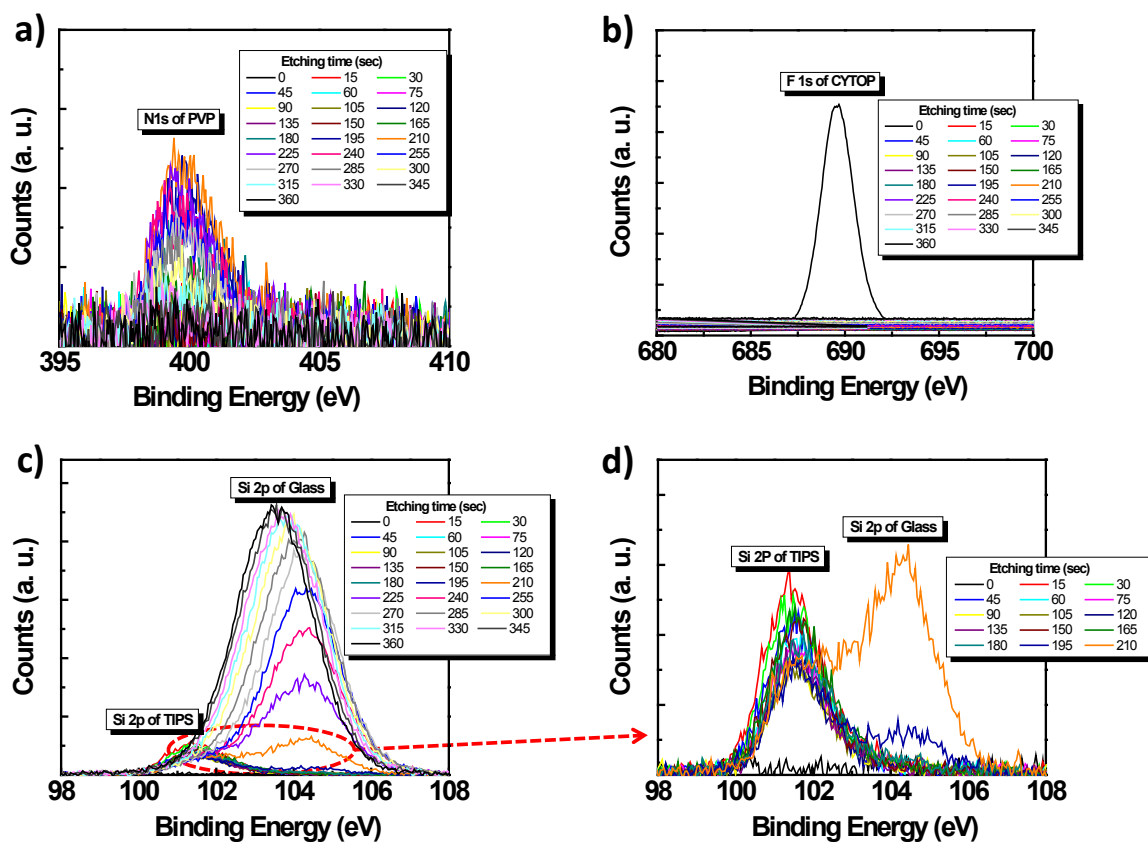 a)
Counts (a. u.)
N1s of PVP
Etching time (sec)
0 15 30
45 60 75
90 105 120
135 150 165
180 195 210
225 240 255
270 285 300
315 330 345
360
395 400 405 410
Binding Energy (eV)
b)
Counts (a. u.)
F 1s of CYTOP
Etching time (sec)
0 15 30
45 60 75
90 105 120
135 150 165
180 195 210
225 240 255
270 285 300
315 330 345
360
680 685 690 695 700
Binding Energy (eV)
c)
Counts (a. u.)
Si 2p of Glass
Si 2p of TIPS
Etching time (sec)
0 15 30
45 60 75
90 105 120
135 150 165
180 195 210
225 240 255
270 285 300
315 330 345
360
98 100 102 104 106 108
Binding Energy (eV)
d)
Counts (a. u.)
Si 2p of Glass
Si 2P of TIPS
Etching time (sec)
0 15 30
45 60 75
90 105 120
135 150 165
180 195 210
98 100 102 104 106 108
Binding Energy (eV)